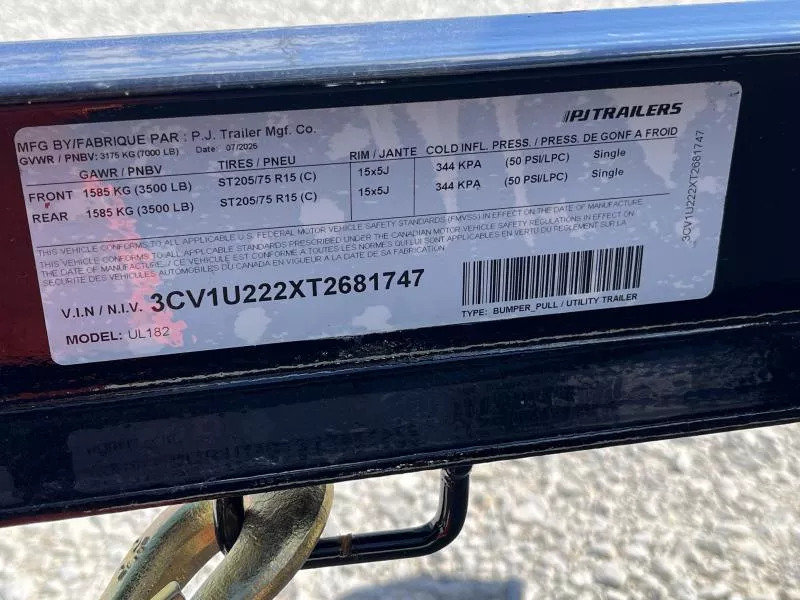 PJ TRAILERS
MFG BY/FABRIQUE PAR : P.J. Trailer Mgf. Co.
GVWR / PNBV: 3175 KG (7000 LB) Date: 07/2025
GAWR / PNBV TIRES / PNEU RIM / JANTE COLD INFL. PRESS. / PRESS. DE GONF A FROID
FRONT 1585 KG (3500 LB) ST205/75 R15 (C) 15x5J 344 KPA (50 PSI/LPC) Single
REAR 1585 KG (3500 LB) ST205/75 R15 (C) 15x5J 344 KPA (50 PSI/LPC) Single
THIS VEHICLE CONFORMS TO ALL APPLICABLE U.S. FEDERAL MOTOR VEHICLE SAFETY STANDARDS (FMVSS) IN EFFECT ON THE DATE OF MANUFACTURE.
THIS VEHICLE CONFORMS TO ALL APPLICABLE STANDARDS PRESCRIBED UNDER THE CANADIAN MOTOR VEHICLE SAFETY REGULATIONS IN EFFECT ON
THE DATE OF MANUFACTURE / CE VEHICULE EST CONFORME A TOUTES LES NORMES QUI LUI SONT APPLICABLES EN VERTU DU REGLEMENT SUR LA
SECURITE DES VEHICULES AUTOMOBILES DU CANADA EN VIGUEUR A LA DATE DE SA FABRICATION.
V.I.N / N.I.V. 3CV1U222XT2681747
TYPE: BUMPER_PULL / UTILITY TRAILER
MODEL: UL182
3CV1U222XT2681747